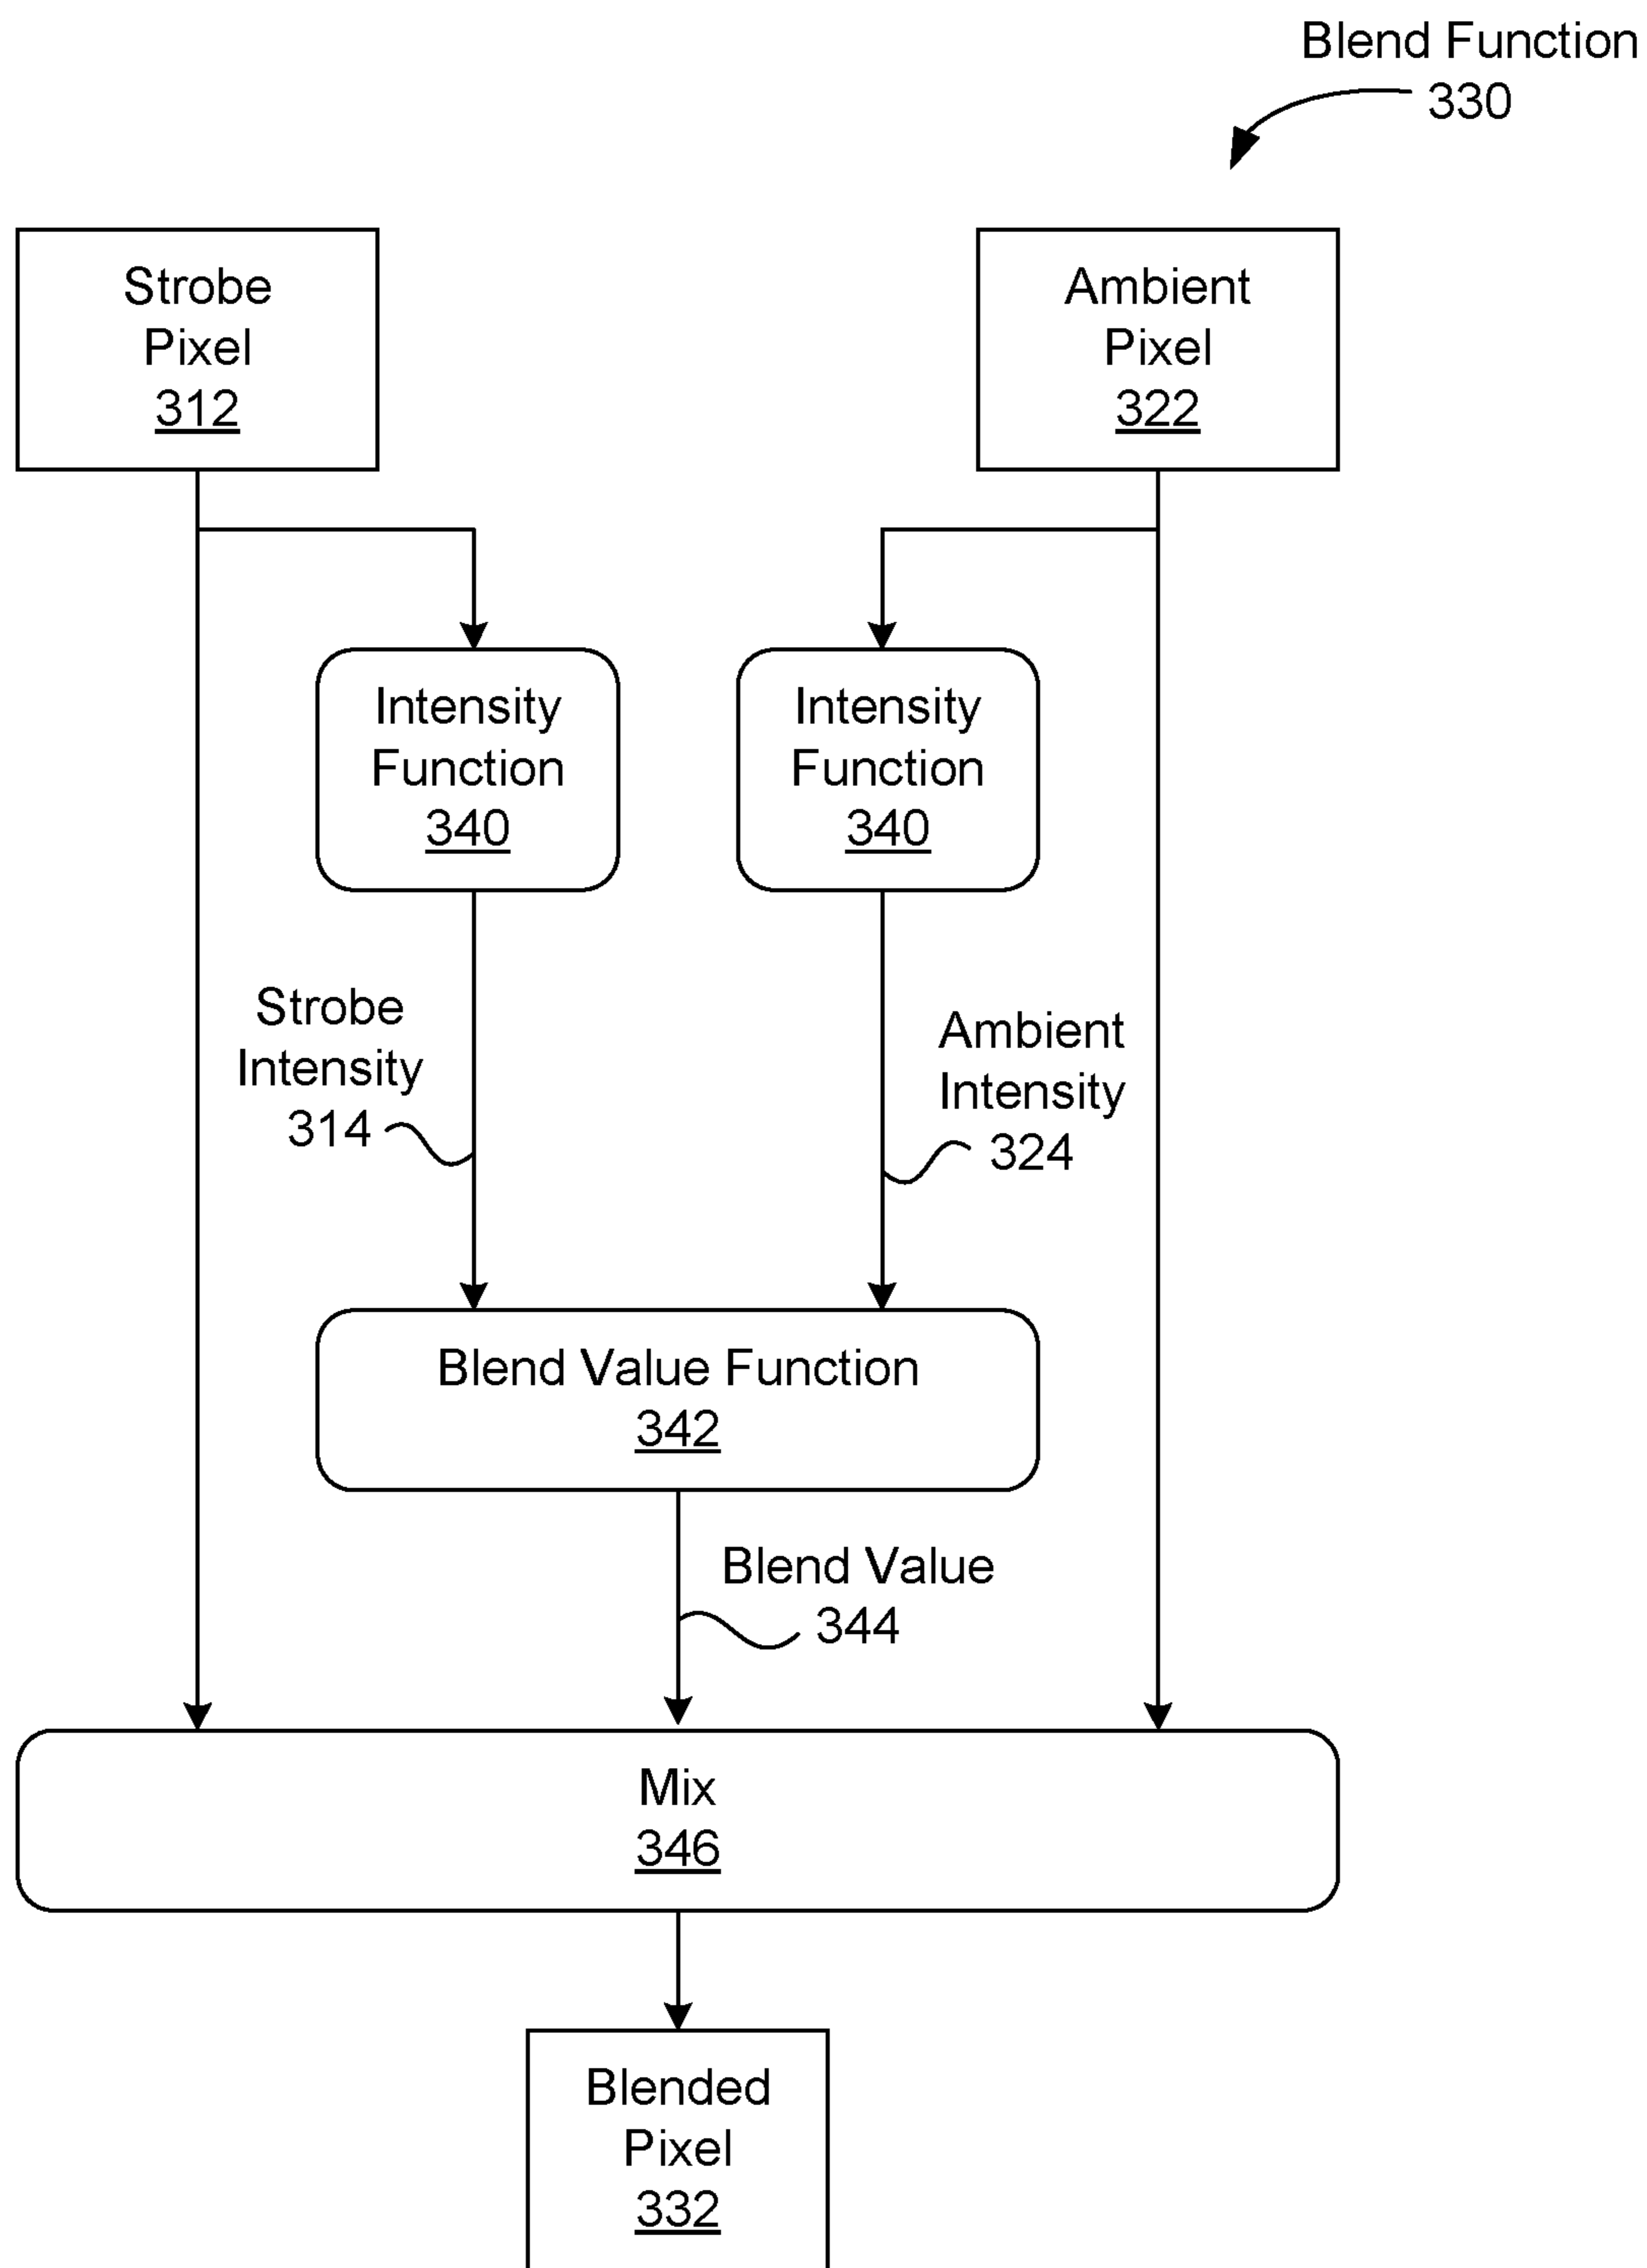 Blend Function
330
Strobe
Pixel
312
Ambient
Pixel
322
Intensity
Function
340
Intensity
Function
340
Strobe
Intensity
314
Ambient
Intensity
324
Blend Value Function
342
Blend Value
344
Mix
346
Blended
Pixel
332